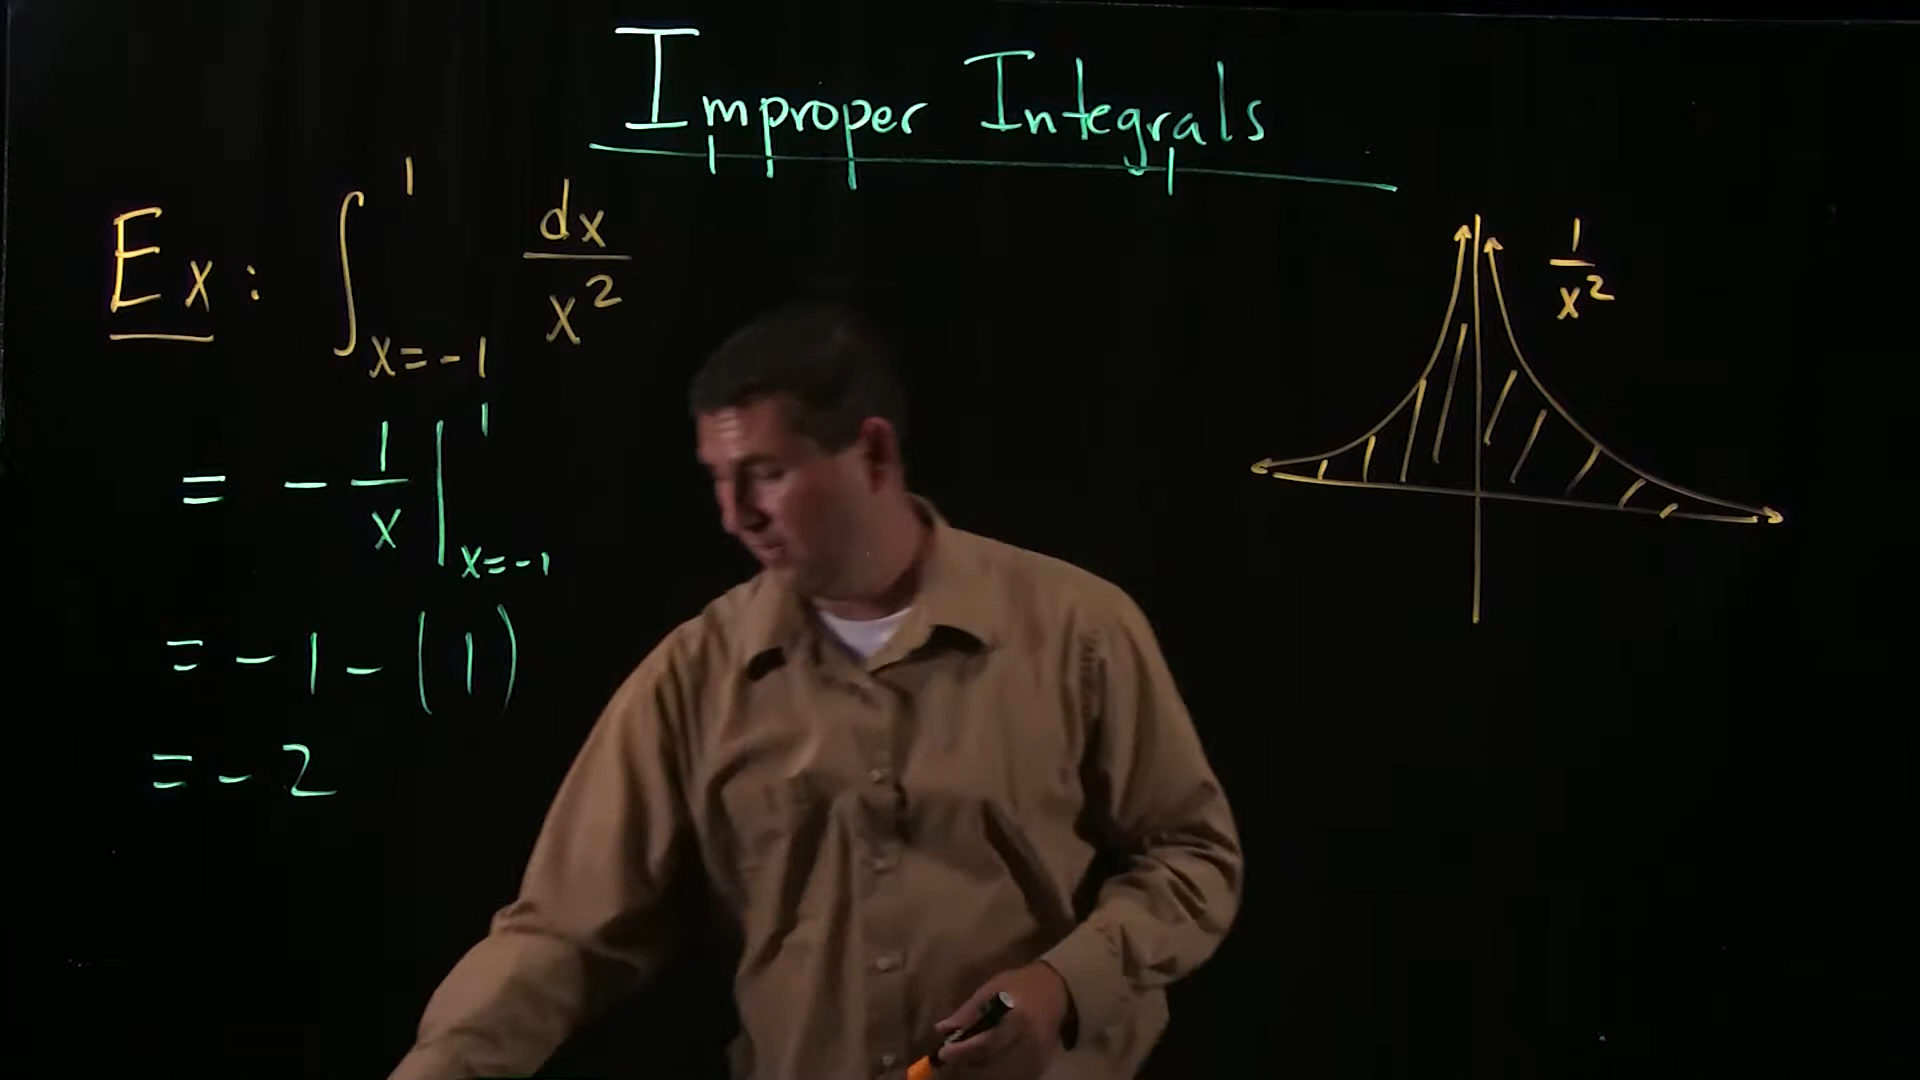 Improper Integrals
Ex: ∫_{x=-1}^{1} dx/x²
= - 1/x |_{x=-1}^{1}
= -1 - (1)
= -2
1/x²